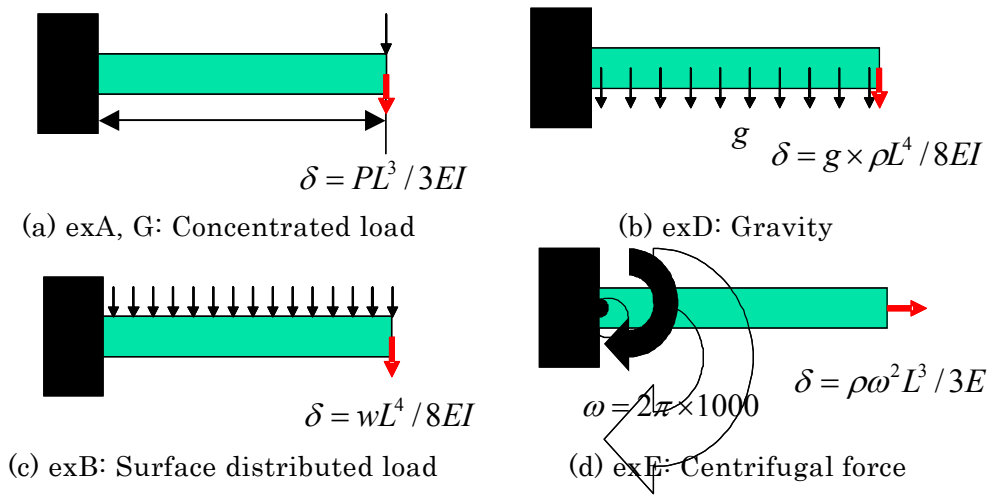 δ = PL³ / 3EI
(a) exA, G: Concentrated load
g
δ = g × ρL⁴ / 8EI
(b) exD: Gravity
δ = wL⁴ / 8EI
(c) exB: Surface distributed load
δ = ρω²L³ / 3E
ω = 2π × 1000
(d) exE: Centrifugal force